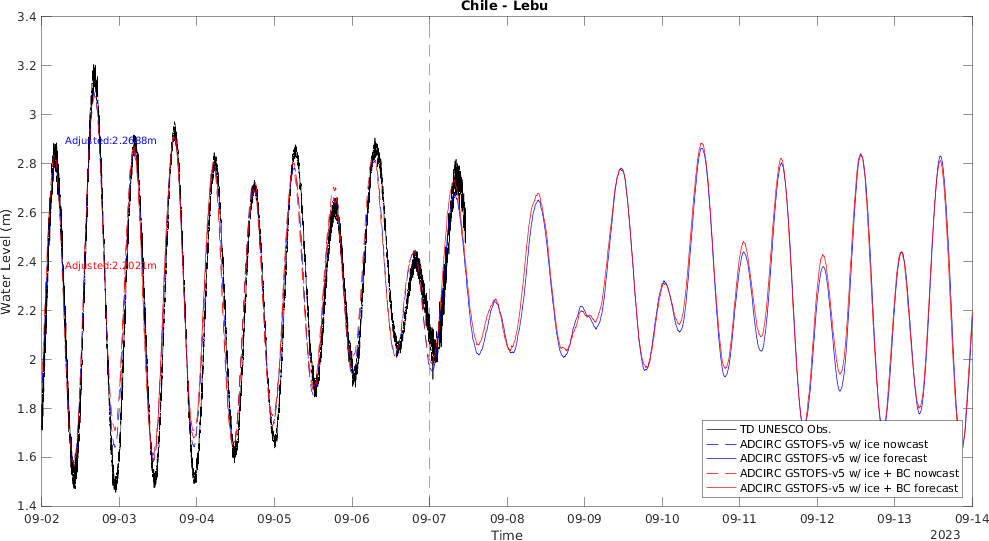 Chile - Lebu
3.4
3.2
3
2.8
2.6
2.4
2.2
2
1.8
1.6
1.4
Water Level (m)
Adjusted:2.2688m
Adjusted:2.2021m
TD UNESCO Obs.
ADCIRC GSTOFS-v5 w/ ice nowcast
ADCIRC GSTOFS-v5 w/ ice forecast
ADCIRC GSTOFS-v5 w/ ice + BC nowcast
ADCIRC GSTOFS-v5 w/ ice + BC forecast
09-02 09-03 09-04 09-05 09-06 09-07 09-08 09-09 09-10 09-11 09-12 09-13 09-14
Time
2023